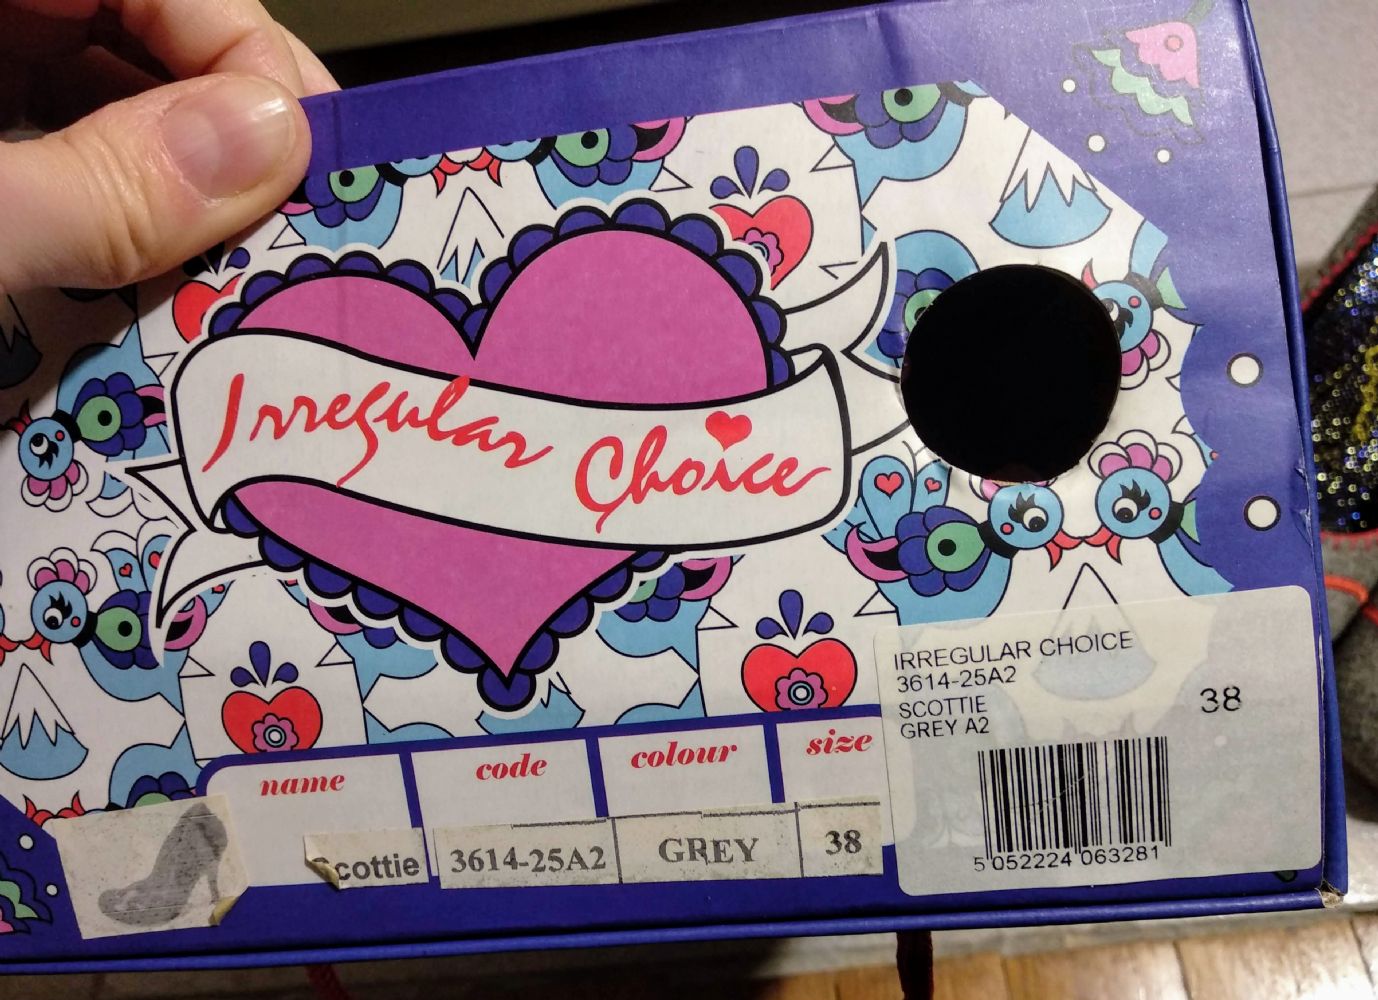 Irregular Choice
IRREGULAR CHOICE
3614-25A2
SCOTTIE
GREY A2
38
5 052224 063281
name code colour size
Scottie 3614-25A2 GREY 38